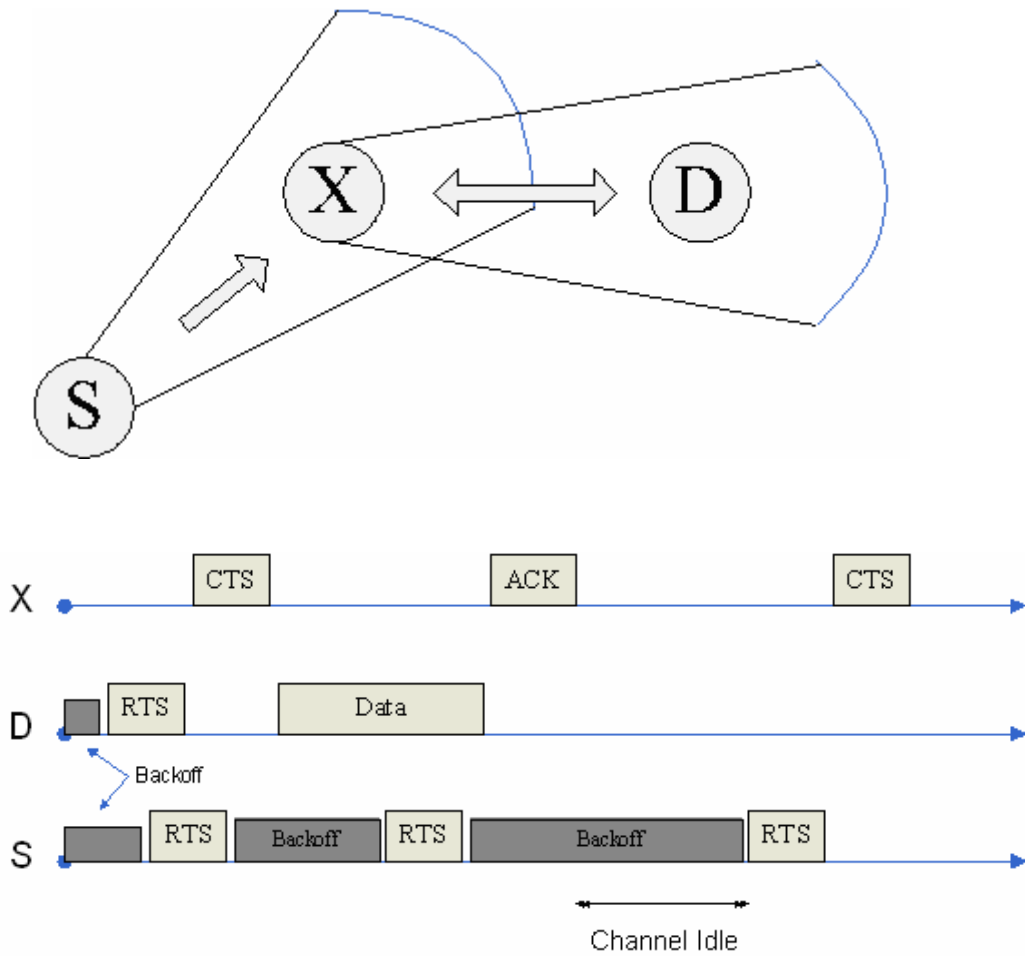 X
D
S
X
CTS
ACK
CTS
D
RTS
Data
Backoff
S
RTS
Backoff
RTS
Backoff
RTS
Channel Idle